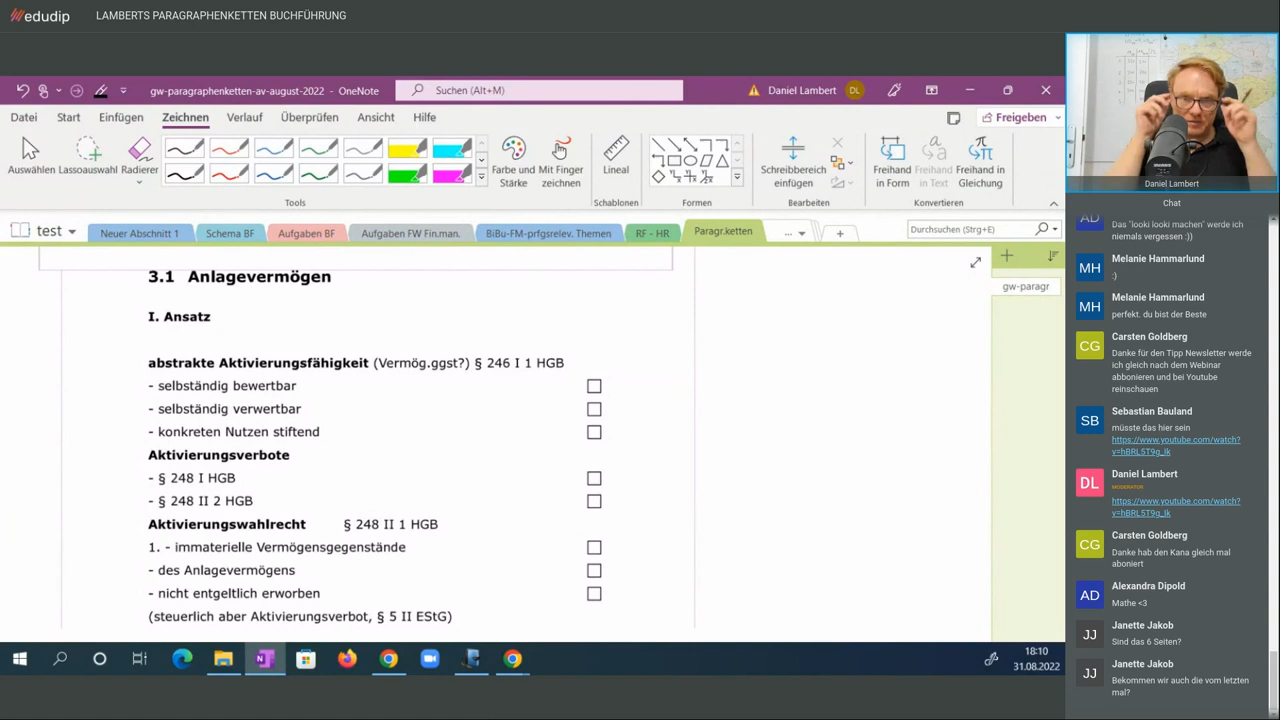 edudip
LAMBERTS PARAGRAPHENKETTEN BUCHFÜHRUNG
gw-paragraphenketten-av-august-2022 - OneNote
Suchen (Alt+M)
Daniel Lambert
DL
Datei
Start
Einfügen
Zeichnen
Überprüfen
Verlauf
Ansicht
Hilfe
Freigeben
Auswählen
Lassoauswahl
Radierer
Farbe und
Stärke
Mit Finger
zeichnen
Lineal
Schreibbereich
einfügen
Freihand
in Form
Freihand
in Text
Freihand in
Gleichung
Tools
Schablonen
Formen
Bearbeiten
Konvertieren
test
Neuer Abschnitt 1
Schema BF
Aufgaben BF
Aufgaben FW Fin.man.
BiBu-FM-prfgsrelev. Themen
RF - HR
Paragr.ketten
...
Durchsuchen (Strg+E)
gw-paragr
3.1 Anlagevermögen
I. Ansatz
abstrakte Aktivierungsfähigkeit (Vermög.ggst?) § 246 I 1 HGB
- selbständig bewertbar
- selbständig verwertbar
- konkreten Nutzen stiftend
Aktivierungsverbote
- § 248 I HGB
- § 248 II 2 HGB
Aktivierungswahlrecht § 248 II 1 HGB
1. - immaterielle Vermögensgegenstände
- des Anlagevermögens
- nicht entgeltlich erworben
(steuerlich aber Aktivierungsverbot, § 5 II EStG)
18:10
31.08.2022
Daniel Lambert
Chat
AD
Das "looki looki machen" werde ich
niemals vergessen :))
MH
Melanie Hammarlund
:)
MH
Melanie Hammarlund
perfekt. du bist der Beste
CG
Carsten Goldberg
Danke für den Tipp Newsletter werde
ich gleich nach dem Webinar
abbonieren und bei Youtube
reinschauen
SB
Sebastian Bauland
müsste das hier sein
https://www.youtube.com/watch?
v=hBRL5T9g_lk
DL
Daniel Lambert
MODERATOR
https://www.youtube.com/watch?
v=hBRL5T9g_lk
CG
Carsten Goldberg
Danke hab den Kana gleich mal
aboniert
AD
Alexandra Dipold
Mathe <3
JJ
Janette Jakob
Sind das 6 Seiten?
JJ
Janette Jakob
Bekommen wir auch die vom letzten
mal?